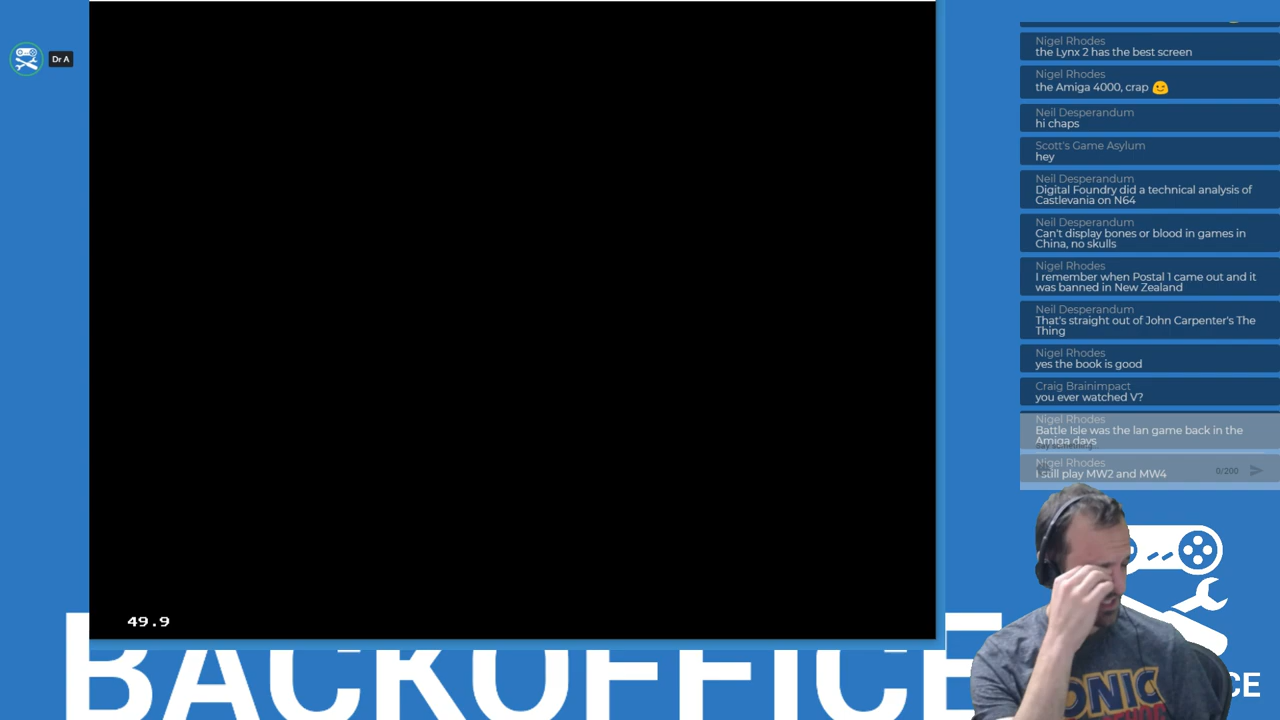 Dr A
Nigel Rhodes
the Lynx 2 has the best screen
Nigel Rhodes
the Amiga 4000, crap
Neil Desperandum
hi chaps
Scott's Game Asylum
hey
Neil Desperandum
Digital Foundry did a technical analysis of
Castlevania on N64
Neil Desperandum
Can't display bones or blood in games in
China, no skulls
Nigel Rhodes
I remember when Postal 1 came out and it
was banned in New Zealand
Neil Desperandum
That's straight out of John Carpenter's The
Thing
Nigel Rhodes
yes the book is good
Craig Brainimpact
you ever watched V?
Nigel Rhodes
Battle Isle was the lan game back in the
Amiga days
Nigel Rhodes
I still play MW2 and MW4
0/200
49.9
BACKOFFICE
CE
SONIC